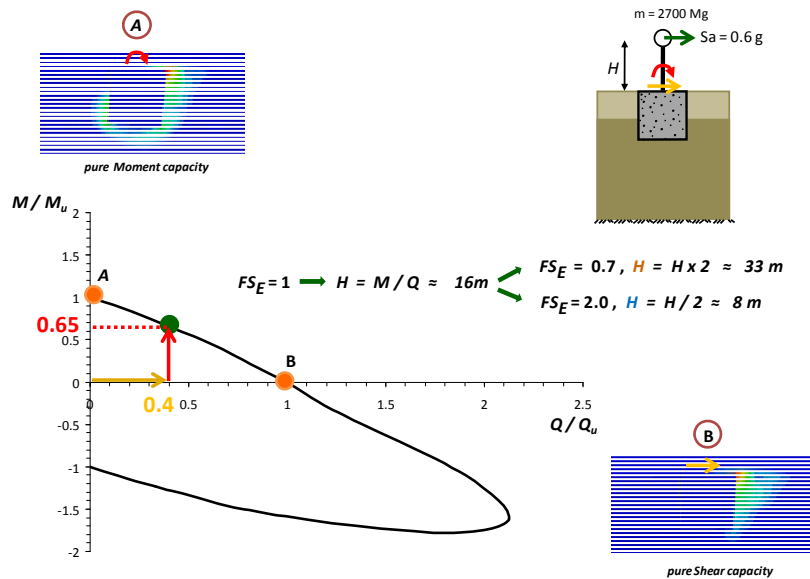 A
pure Moment capacity
m = 2700 Mg
Sa = 0.6 g
H
M / Mu
2
1.5
1
0.5
0
-0.5
-1
-1.5
-2
A
0.65
0.4
B
0
0.5
1
1.5
2
2.5
Q / Qu
FSE = 1 H = M / Q ≈ 16m
FSE = 0.7 , H = H x 2 ≈ 33 m
FSE = 2.0, H = H / 2 ≈ 8 m
B
pure Shear capacity